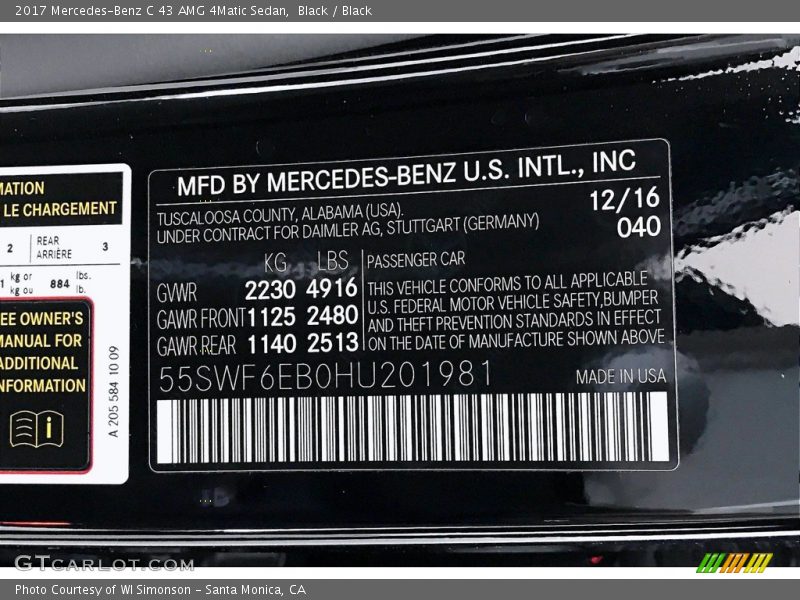 2017 Mercedes-Benz C 43 AMG 4Matic Sedan, Black / Black
MATION
LE CHARGEMENT
2 REAR ARRIÈRE 3
kg or kg ou 884 lbs. lb.
SEE OWNER'S
MANUAL FOR
ADDITIONAL
INFORMATION
A 205 584 10 09
MFD BY MERCEDES-BENZ U.S. INTL., INC
TUSCALOOSA COUNTY, ALABAMA (USA).
UNDER CONTRACT FOR DAIMLER AG, STUTTGART (GERMANY)
12/16
040
KG LBS
GVWR 2230 4916
GAWR FRONT 1125 2480
GAWR REAR 1140 2513
PASSENGER CAR
THIS VEHICLE CONFORMS TO ALL APPLICABLE
U.S. FEDERAL MOTOR VEHICLE SAFETY,BUMPER
AND THEFT PREVENTION STANDARDS IN EFFECT
ON THE DATE OF MANUFACTURE SHOWN ABOVE
55SWF6EB0HU201981
MADE IN USA
GTCARLOT.COM
Photo Courtesy of WI Simonson - Santa Monica, CA